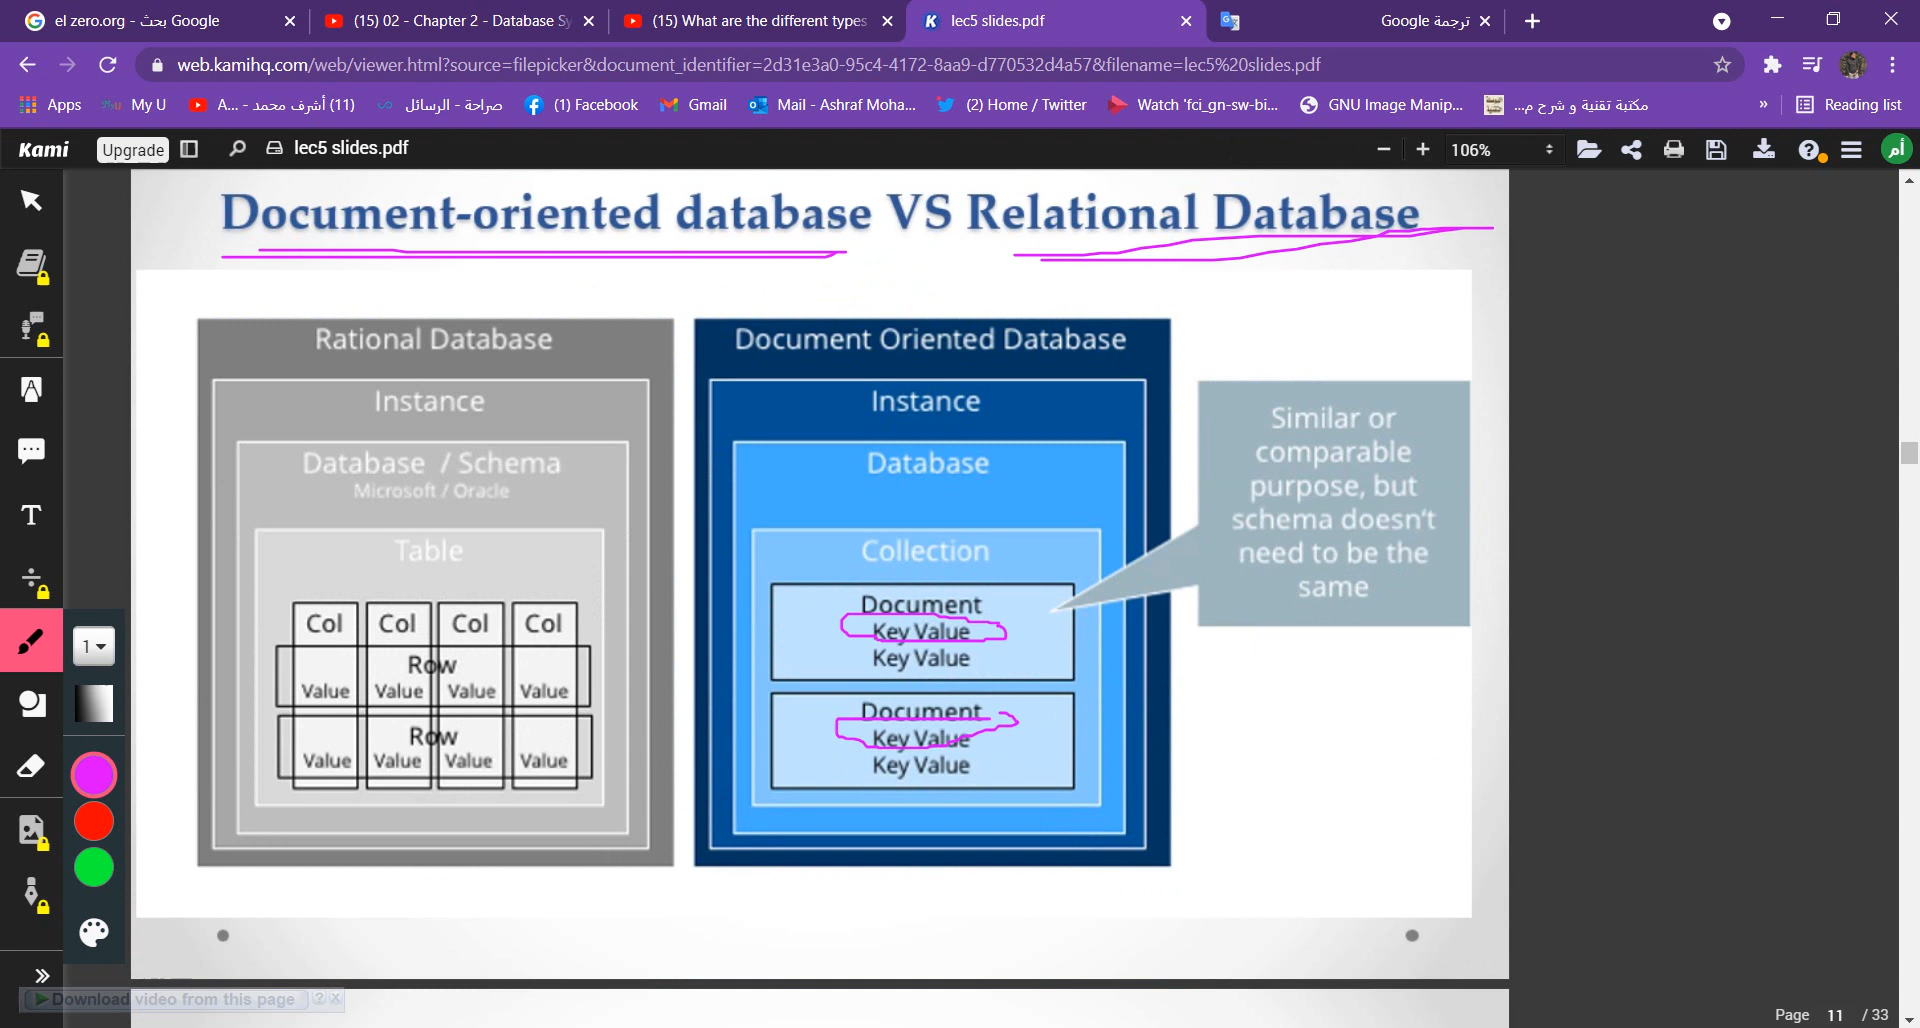 el zero.org - بحث Google
(15) 02 - Chapter 2 - Database Sy
(15) What are the different types
lec5 slides.pdf
ترجمة Google
web.kamihq.com/web/viewer.html?source=filepicker&document_identifier=2d31e3a0-95c4-4172-8aa9-d770532d4a57&filename=lec5%20slides.pdf
Apps
My U
(11) أشرف محمد - ...A
صراحة - الرسائل
(1) Facebook
Gmail
Mail - Ashraf Moha...
(2) Home / Twitter
Watch 'fci_gn-sw-bi...
GNU Image Manip...
مكتبة تقنية و شرح م...
»
Reading list
Kami
Upgrade
lec5 slides.pdf
106%
أم
Document-oriented database VS Relational Database
Rational Database
Instance
Database / Schema
Microsoft / Oracle
Table
Col Col Col Col
Row
Value Value Value Value
Row
Value Value Value Value
Document Oriented Database
Instance
Database
Collection
Document
Key Value
Key Value
Document
Key Value
Key Value
Similar or
comparable
purpose, but
schema doesn't
need to be the
same
T
1
Download video from this page ? X
Page 11 / 33